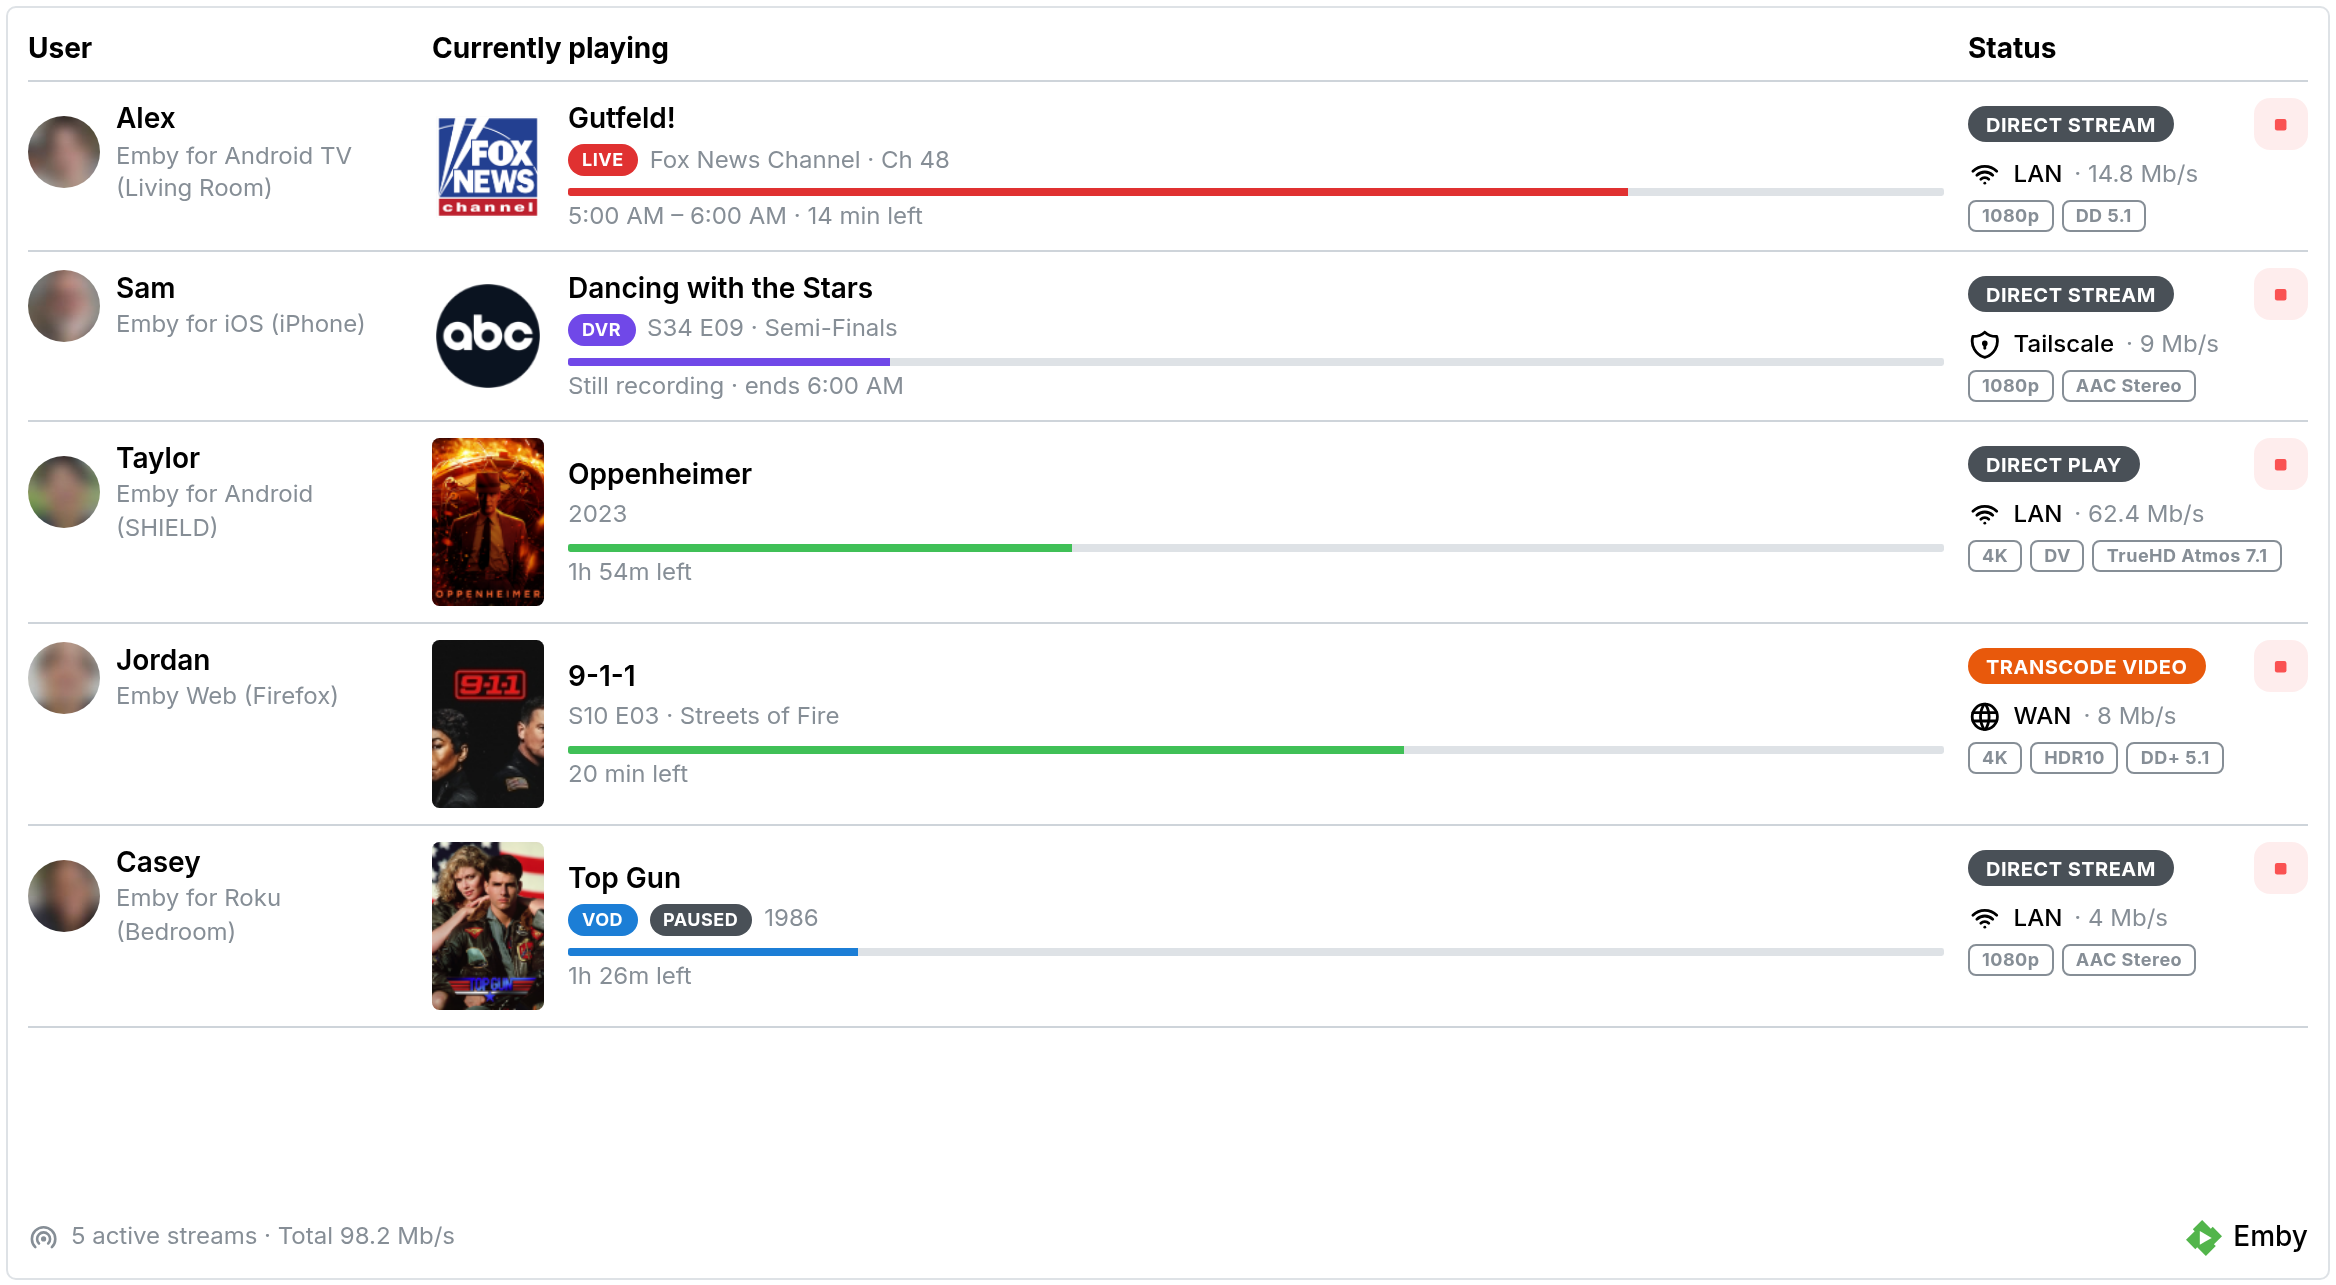 User Currently playing Status
Alex
Emby for Android TV
(Living Room)
FOX
NEWS
channel
Gutfeld!
LIVE Fox News Channel · Ch 48
5:00 AM – 6:00 AM · 14 min left
DIRECT STREAM
LAN · 14.8 Mb/s
1080p DD 5.1
Sam
Emby for iOS (iPhone)
abc
Dancing with the Stars
DVR S34 E09 · Semi-Finals
Still recording · ends 6:00 AM
DIRECT STREAM
Tailscale · 9 Mb/s
1080p AAC Stereo
Taylor
Emby for Android
(SHIELD)
OPPENHEIMER
Oppenheimer
2023
1h 54m left
DIRECT PLAY
LAN · 62.4 Mb/s
4K DV TrueHD Atmos 7.1
Jordan
Emby Web (Firefox)
9-1-1
9-1-1
S10 E03 · Streets of Fire
20 min left
TRANSCODE VIDEO
WAN · 8 Mb/s
4K HDR10 DD+ 5.1
Casey
Emby for Roku
(Bedroom)
TOP GUN
Top Gun
VOD PAUSED 1986
1h 26m left
DIRECT STREAM
LAN · 4 Mb/s
1080p AAC Stereo
5 active streams · Total 98.2 Mb/s
Emby